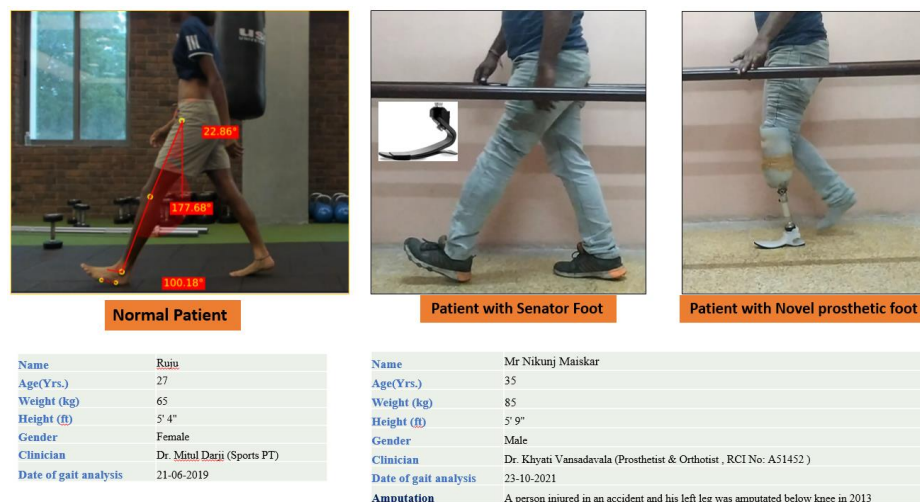 us
22.86°
177.68°
100.18°
Normal Patient
Patient with Senator Foot
Patient with Novel prosthetic foot
Name Ruju
Age(Yrs.) 27
Weight (kg) 65
Height (ft) 5' 4"
Gender Female
Clinician Dr. Mitul Darji (Sports PT)
Date of gait analysis 21-06-2019
Name Mr Nikunj Maiskar
Age(Yrs.) 35
Weight (kg) 85
Height (ft) 5' 9"
Gender Male
Clinician Dr. Khyati Vansadavala (Prosthetist & Orthotist , RCI No: A51452 )
Date of gait analysis 23-10-2021
Amputation A person injured in an accident and his left leg was amputated below knee in 2013